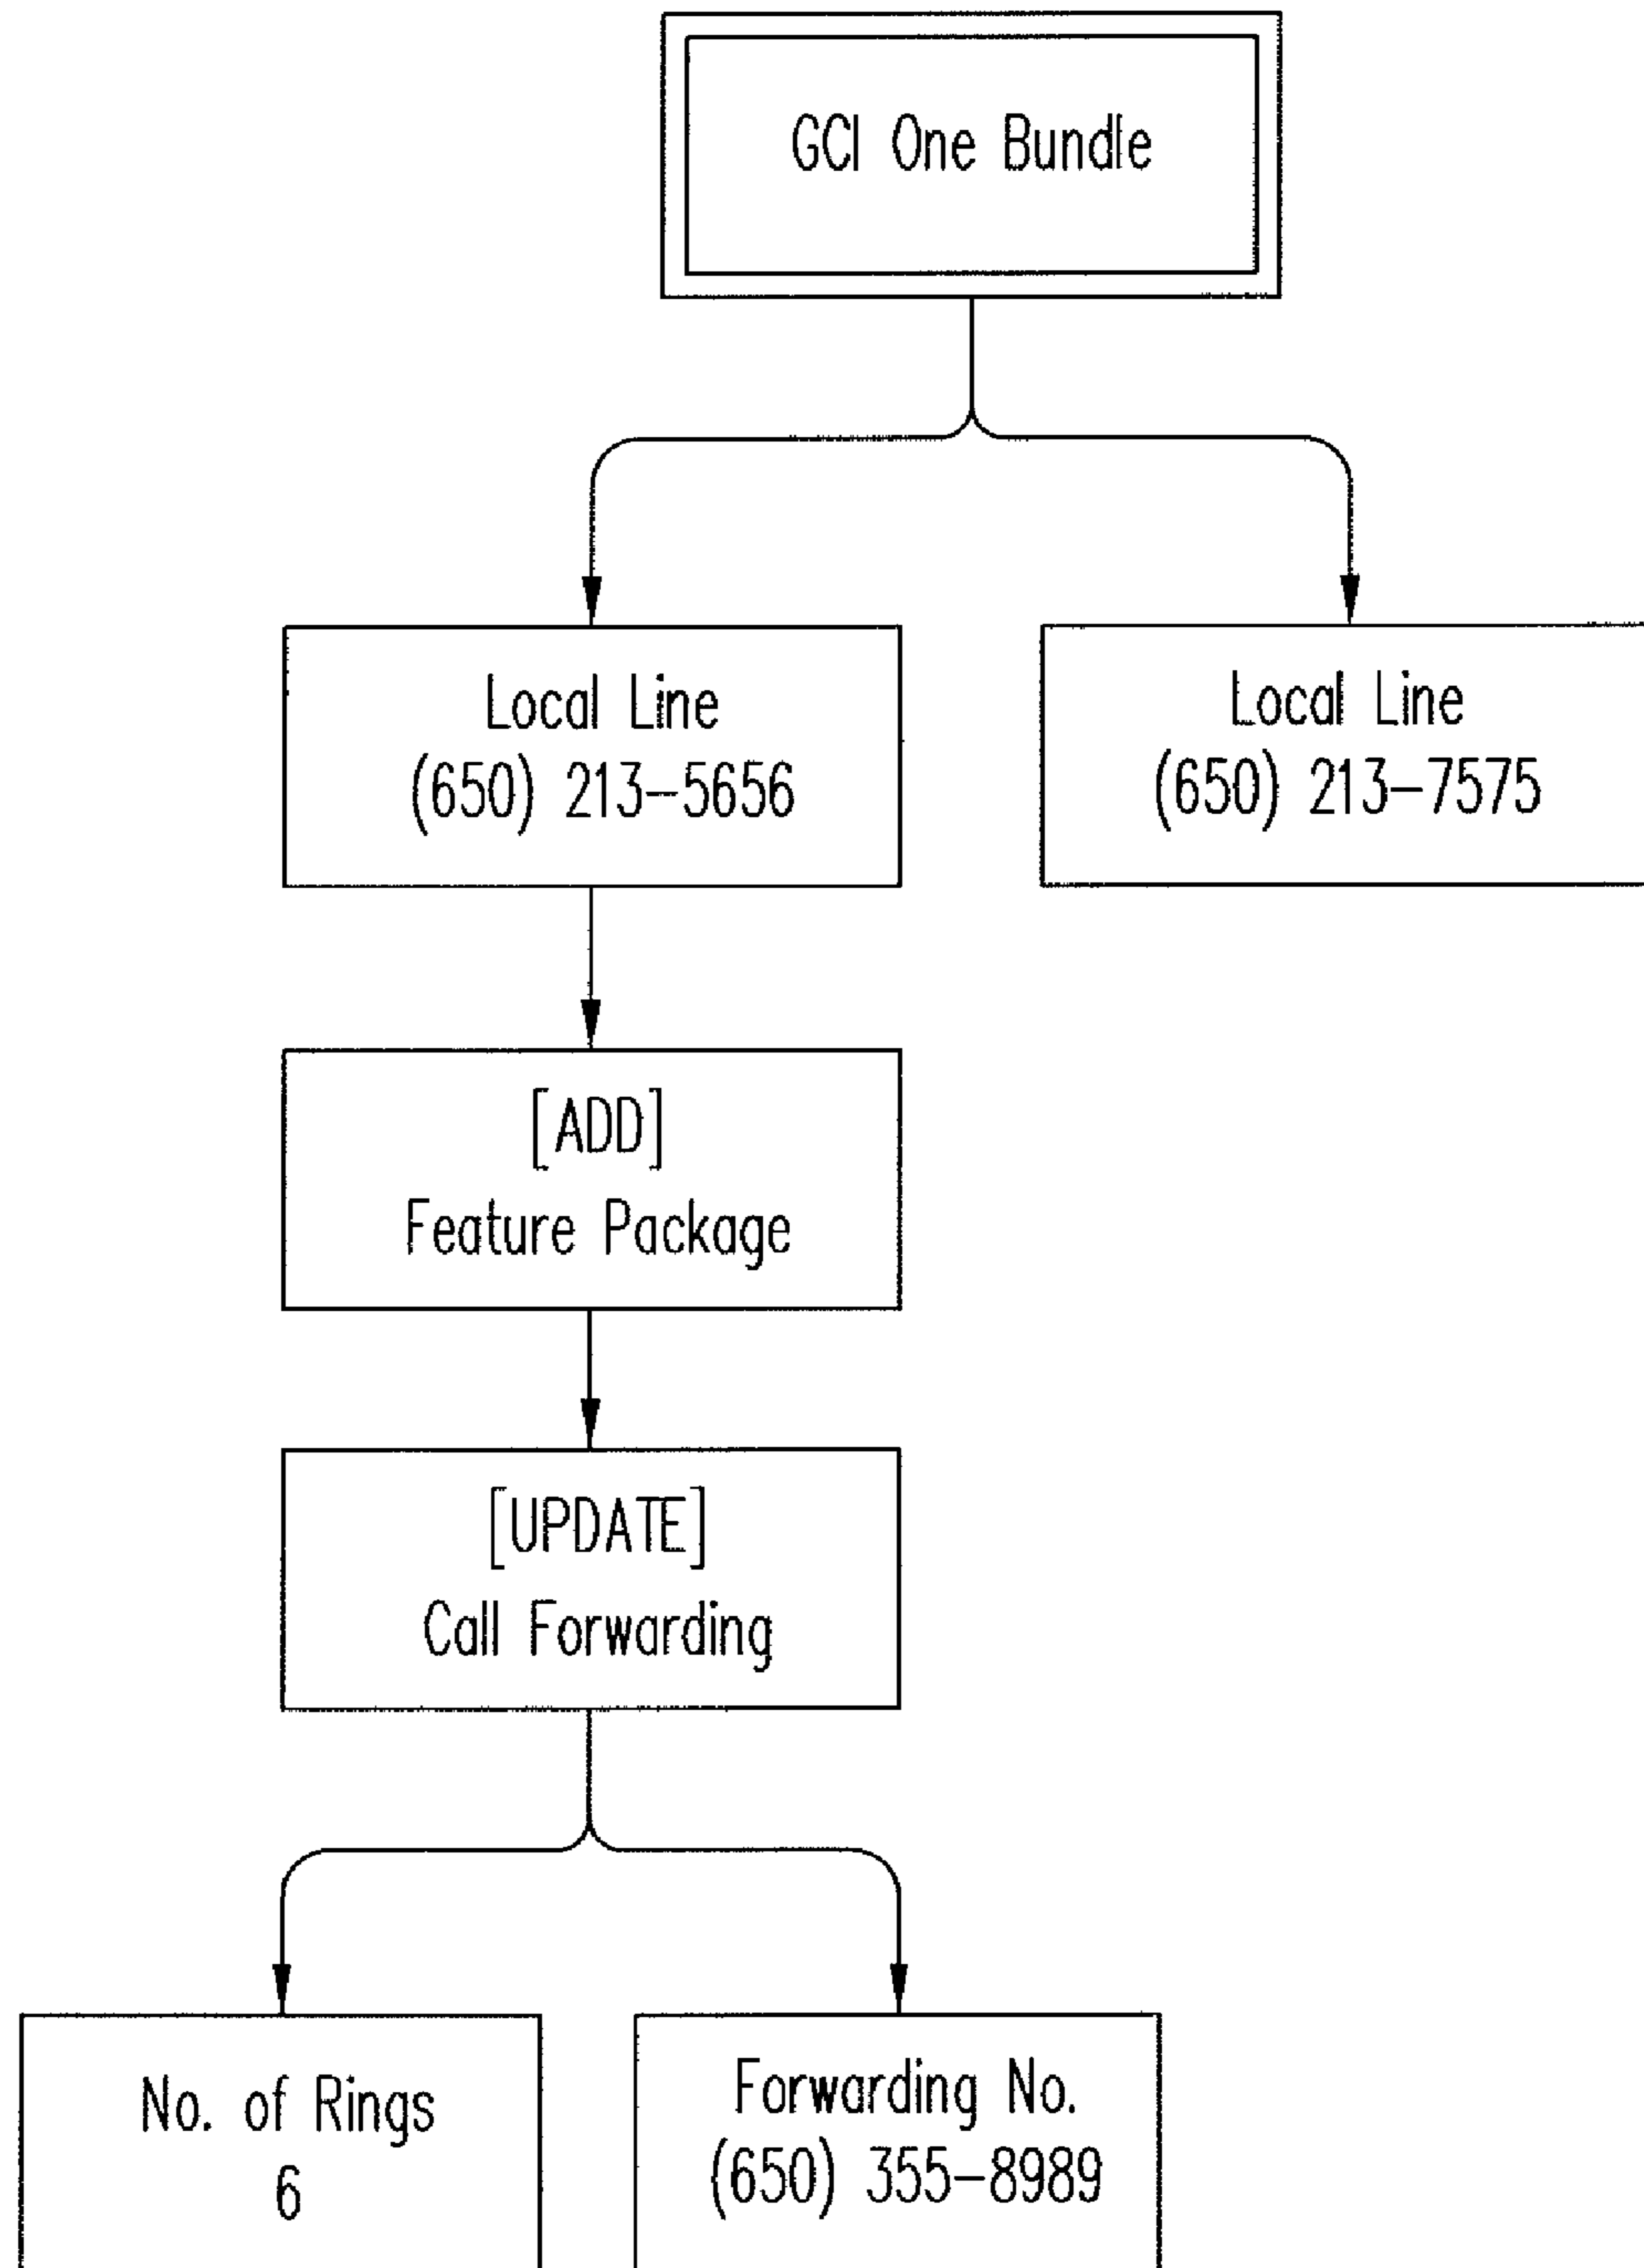 GCI One Bundle
Local Line
(650) 213-5656
Local Line
(650) 213-7575
[ADD]
Feature Package
[UPDATE]
Call Forwarding
No. of Rings
6
Forwarding No.
(650) 355-8989